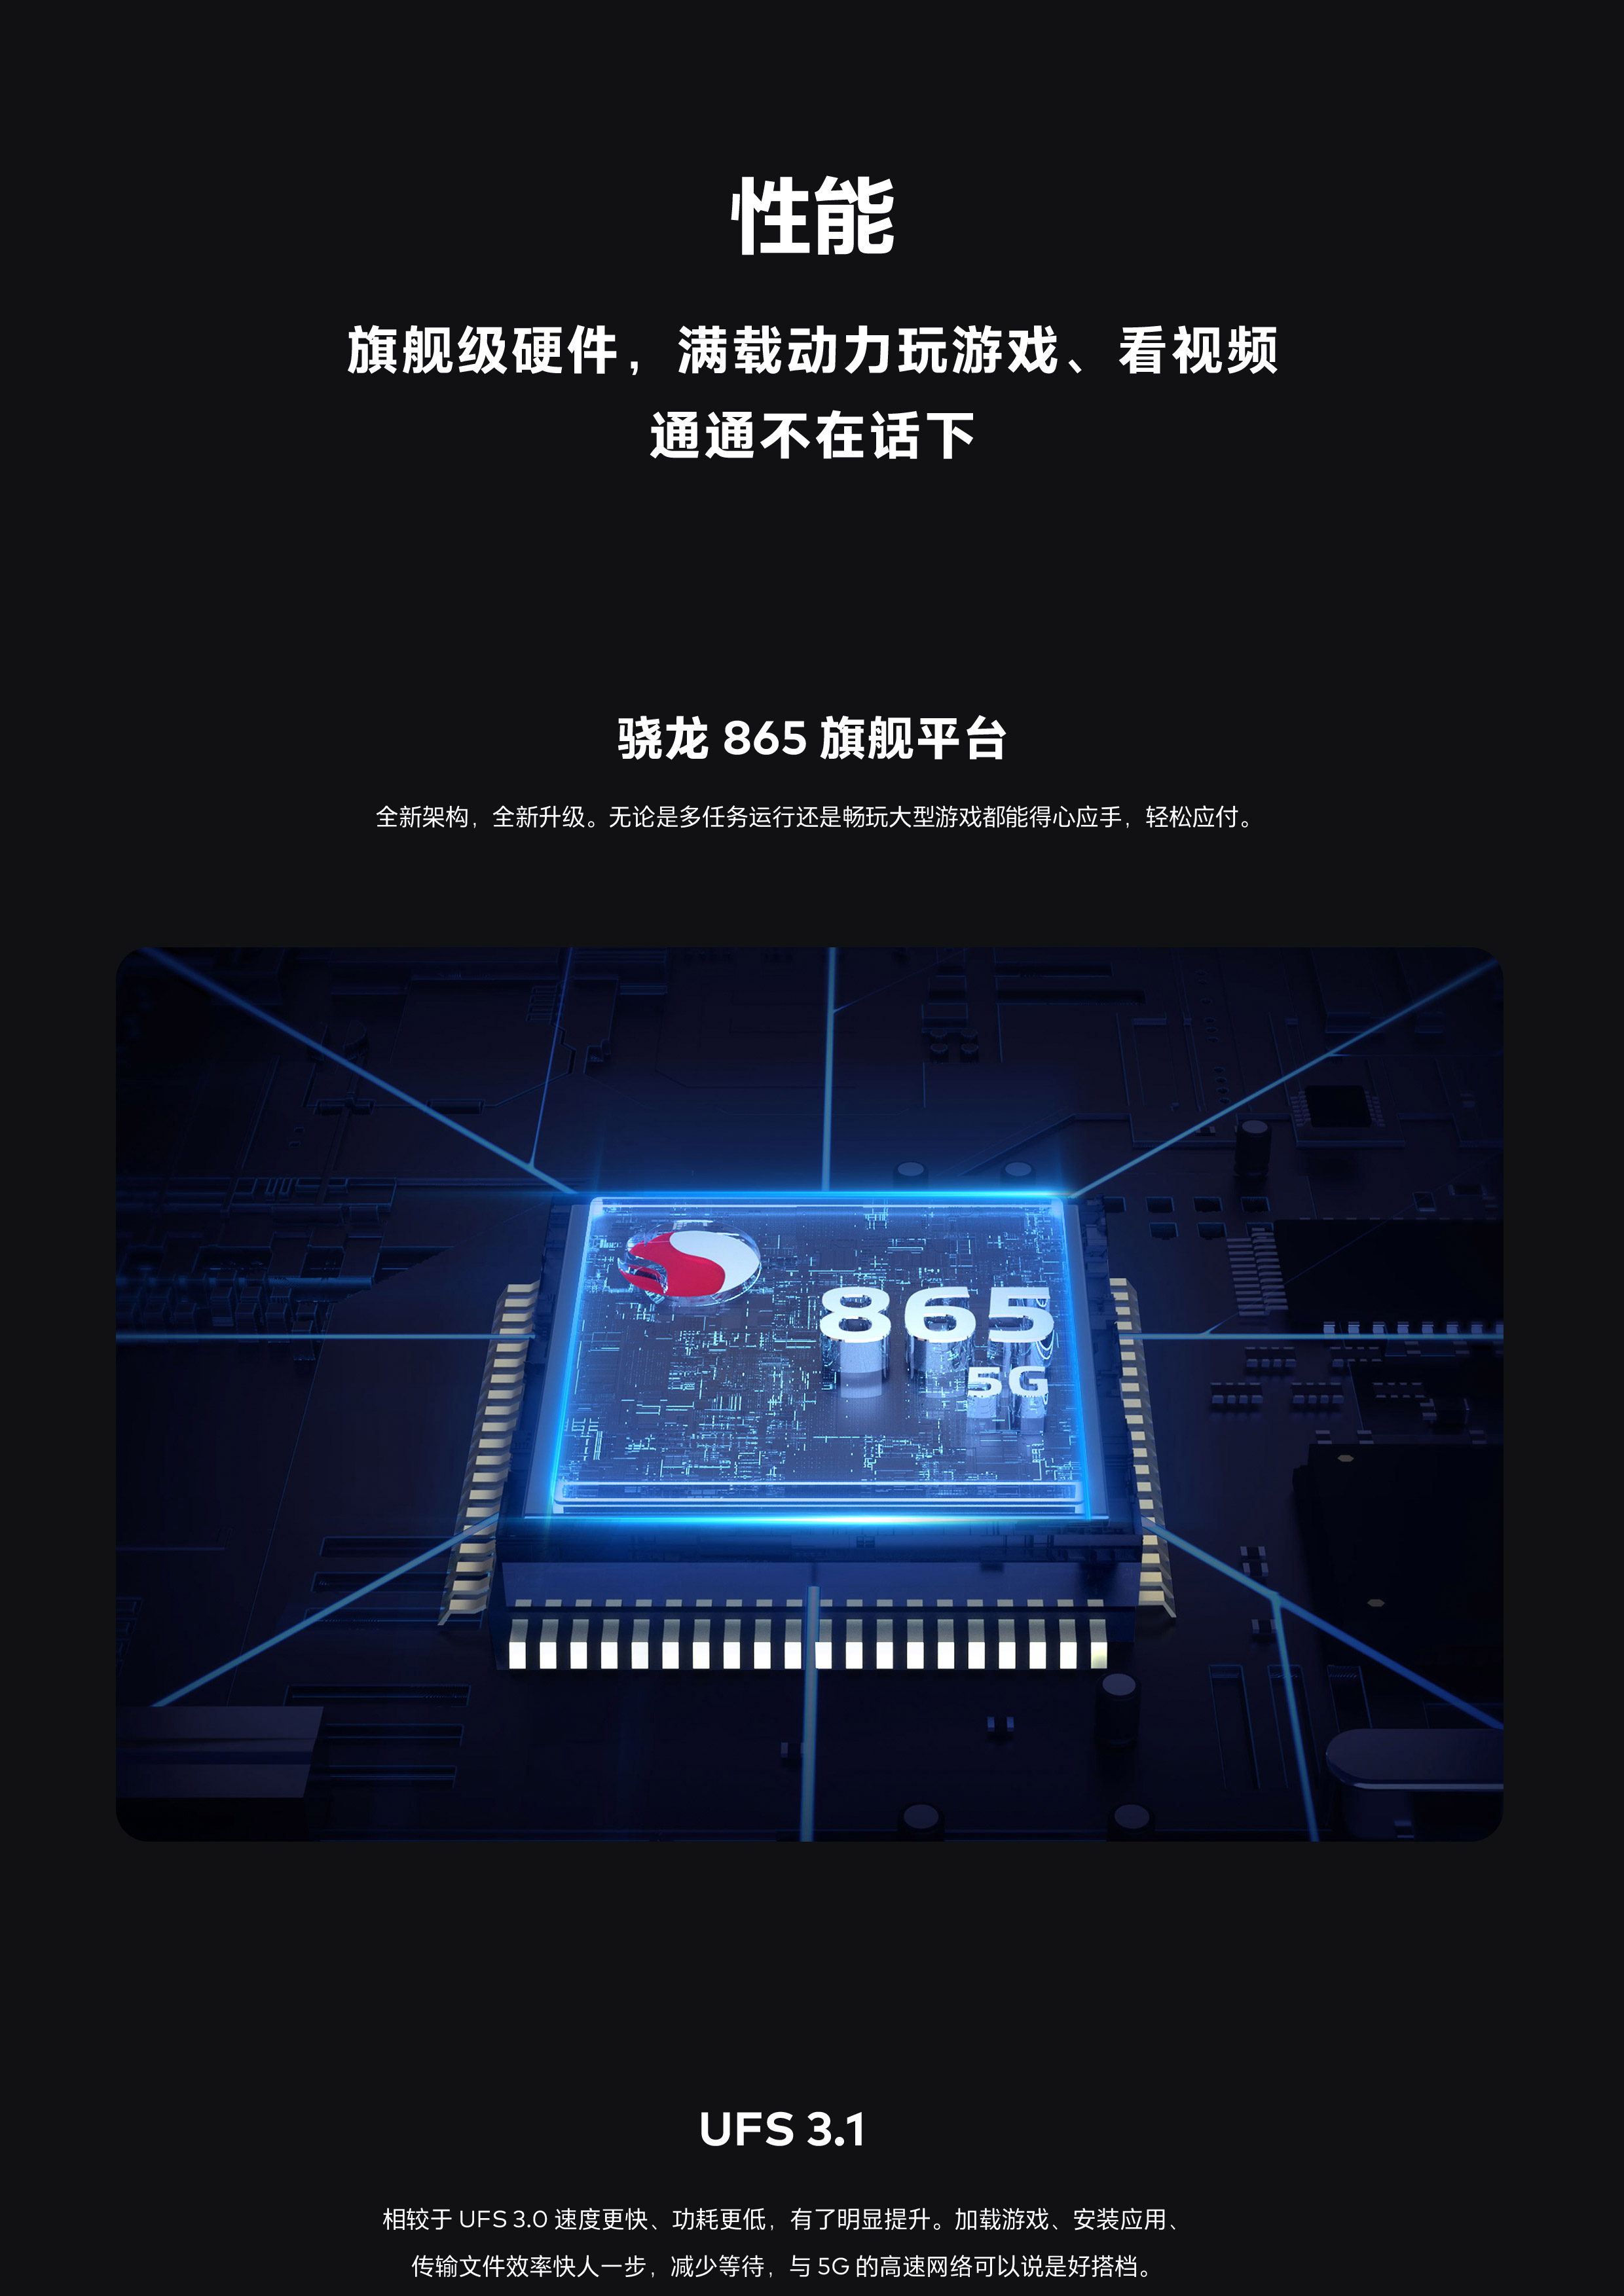 性能
旗舰级硬件，满载动力玩游戏、看视频
通通不在话下
骁龙 865 旗舰平台
全新架构，全新升级。无论是多任务运行还是畅玩大型游戏都能得心应手，轻松应付。
865
5G
UFS 3.1
相较于 UFS 3.0 速度更快、功耗更低，有了明显提升。加载游戏、安装应用、
传输文件效率快人一步，减少等待，与 5G 的高速网络可以说是好搭档。